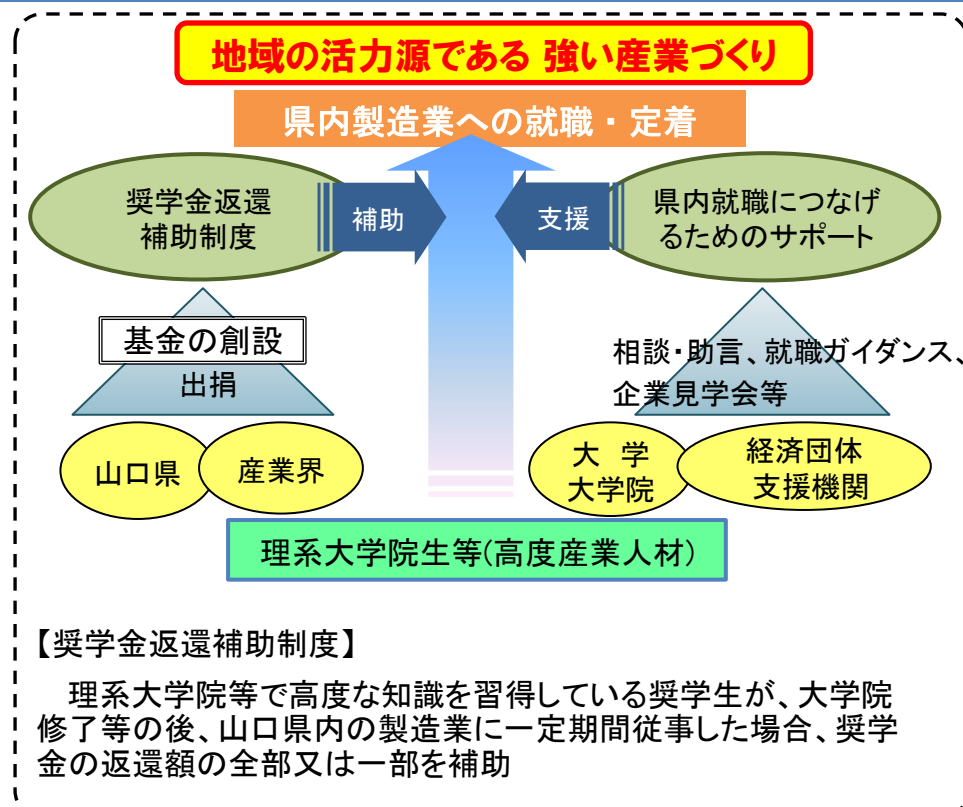 地域の活力源である 強い産業づくり
県内製造業への就職・定着
奨学金返還
補助制度
補助
支援
県内就職につなげ
るためのサポート
基金の創設
出捐
相談・助言、就職ガイダンス、
企業見学会等
山口県
産業界
大 学
大学院
経済団体
支援機関
理系大学院生等(高度産業人材)
【奨学金返還補助制度】
　理系大学院等で高度な知識を習得している奨学生が、大学院
修了等の後、山口県内の製造業に一定期間従事した場合、奨学
金の返還額の全部又は一部を補助